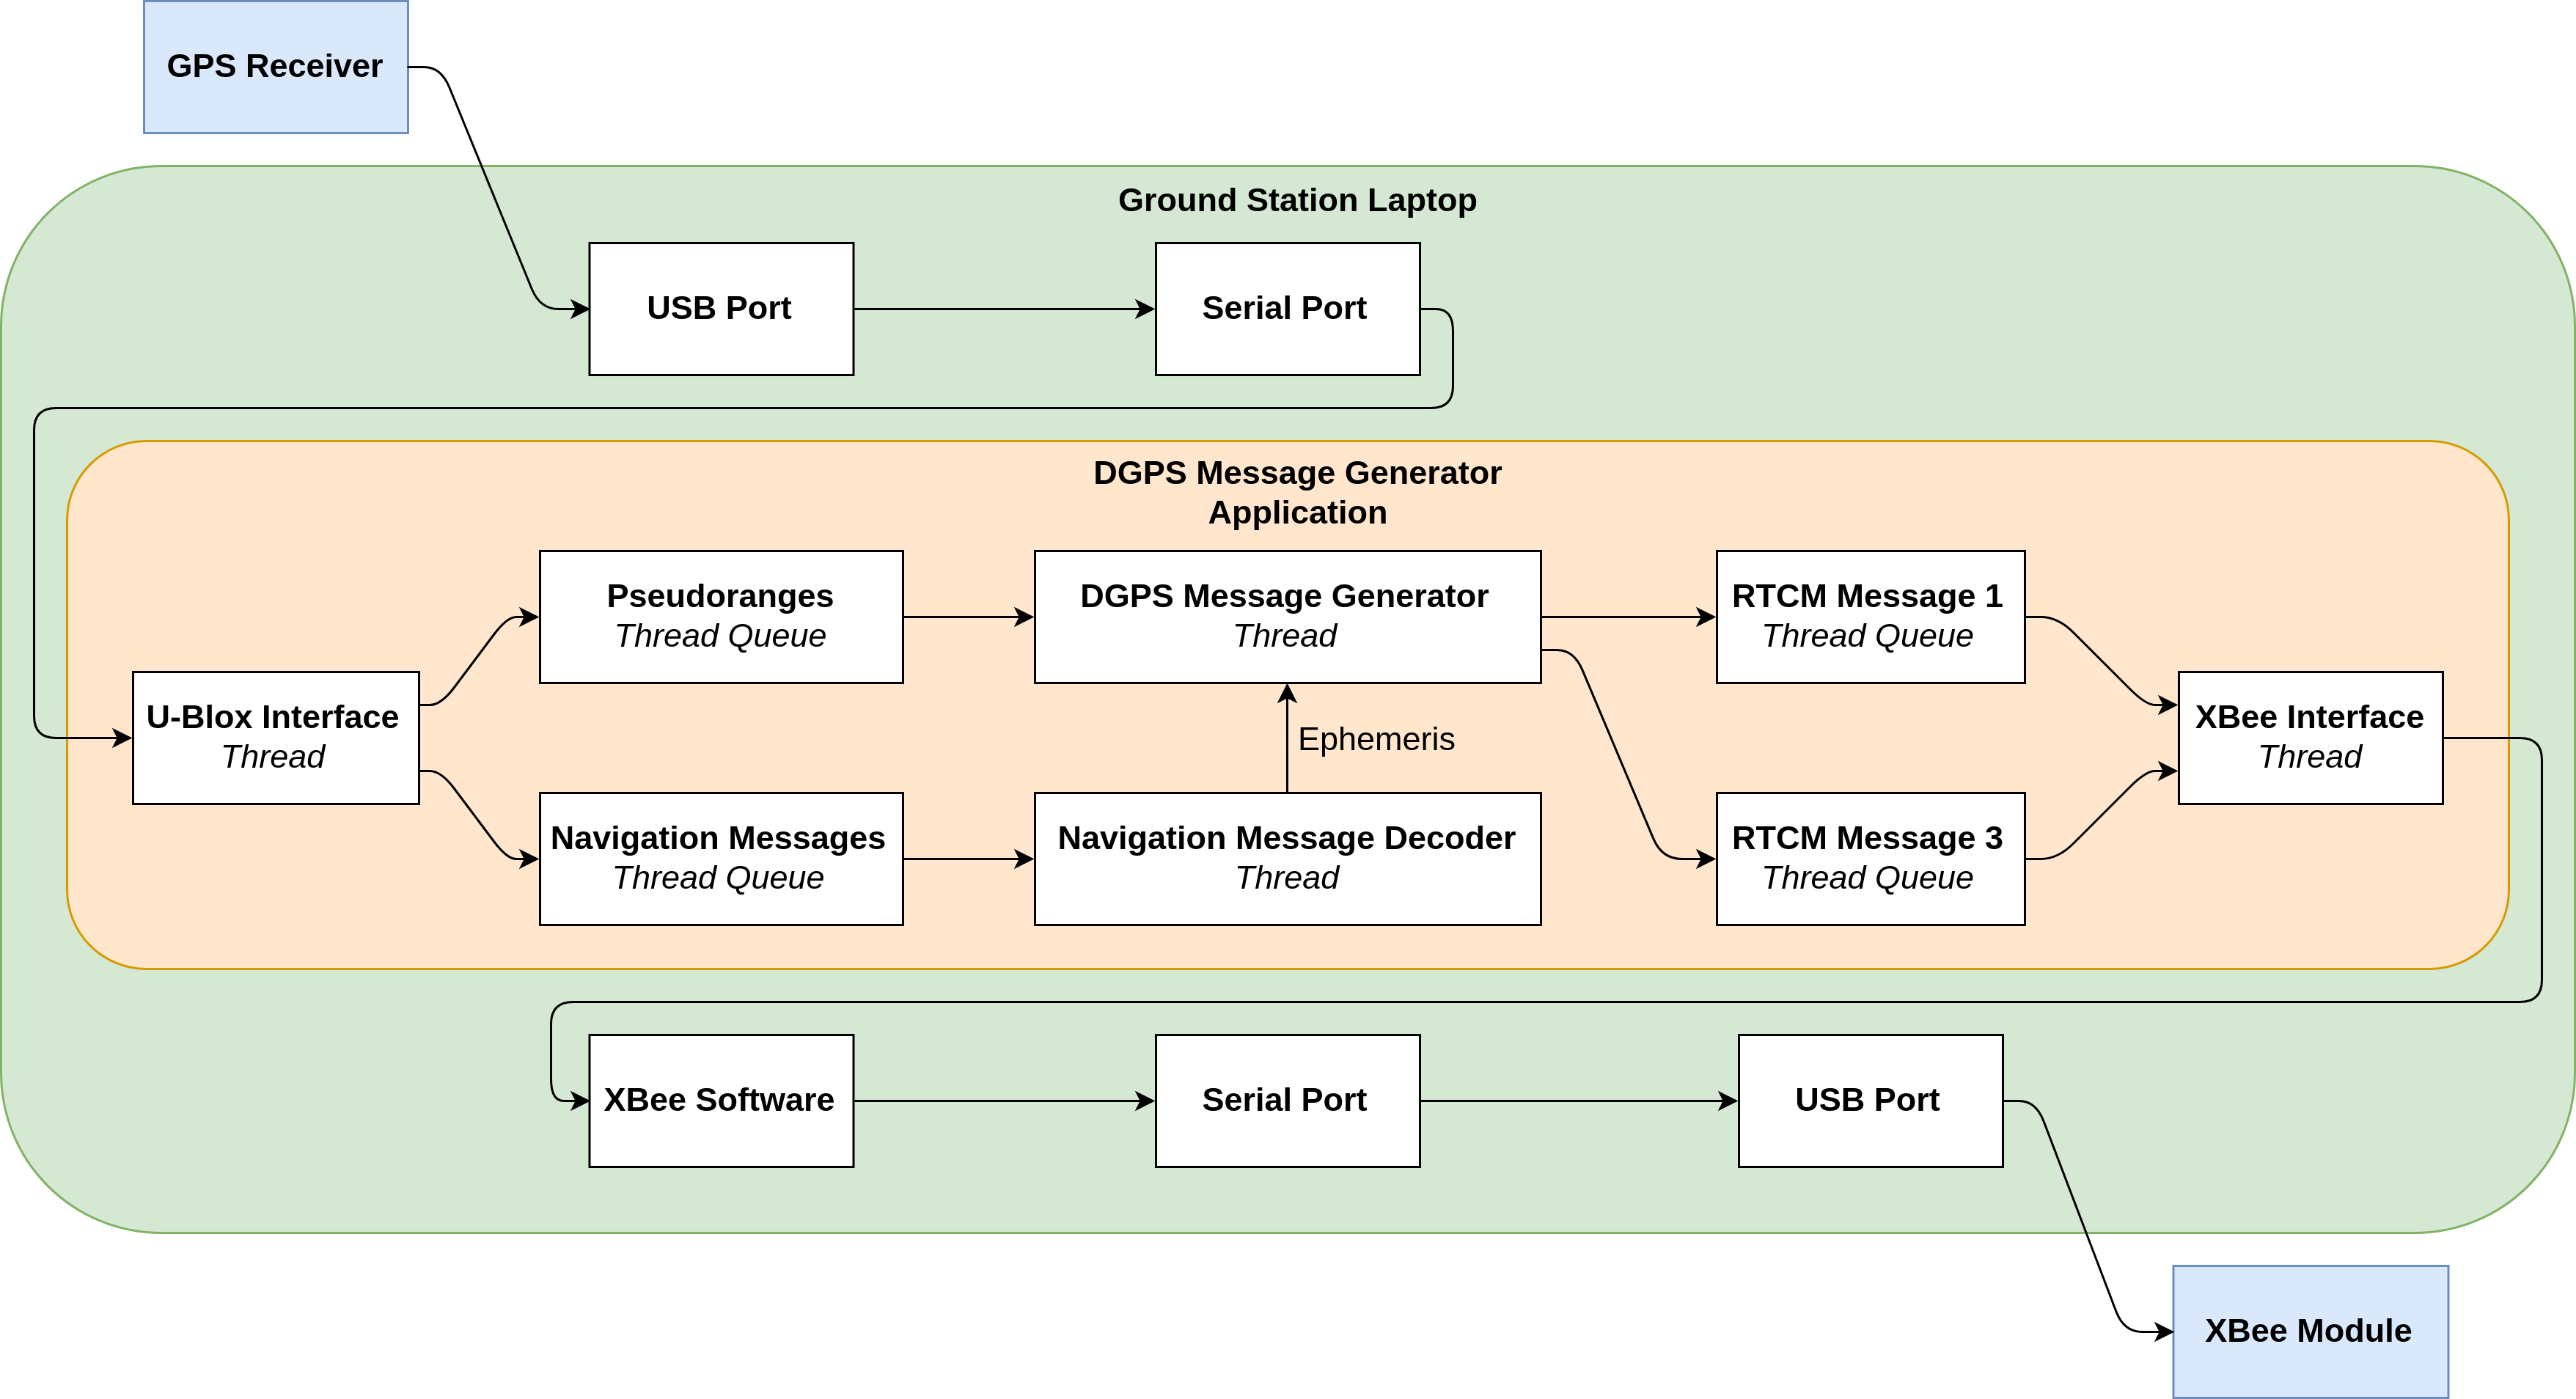 GPS Receiver
Ground Station Laptop
USB Port
Serial Port
DGPS Message Generator
Application
U-Blox Interface
Thread
Pseudoranges
Thread Queue
Navigation Messages
Thread Queue
DGPS Message Generator
Thread
Ephemeris
Navigation Message Decoder
Thread
RTCM Message 1
Thread Queue
RTCM Message 3
Thread Queue
XBee Interface
Thread
XBee Software
Serial Port
USB Port
XBee Module